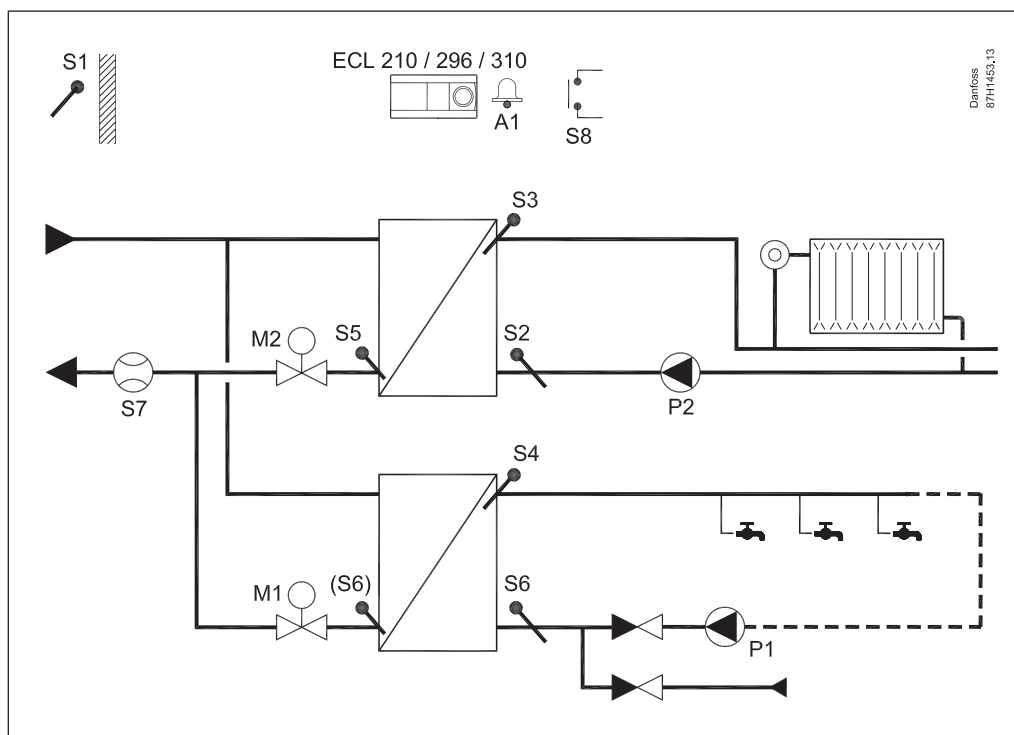 S1
ECL 210 / 296 / 310
A1
S8
Danfoss
87H1453.13
S3
M2
S5
S2
S7
P2
S4
M1
(S6)
S6
P1